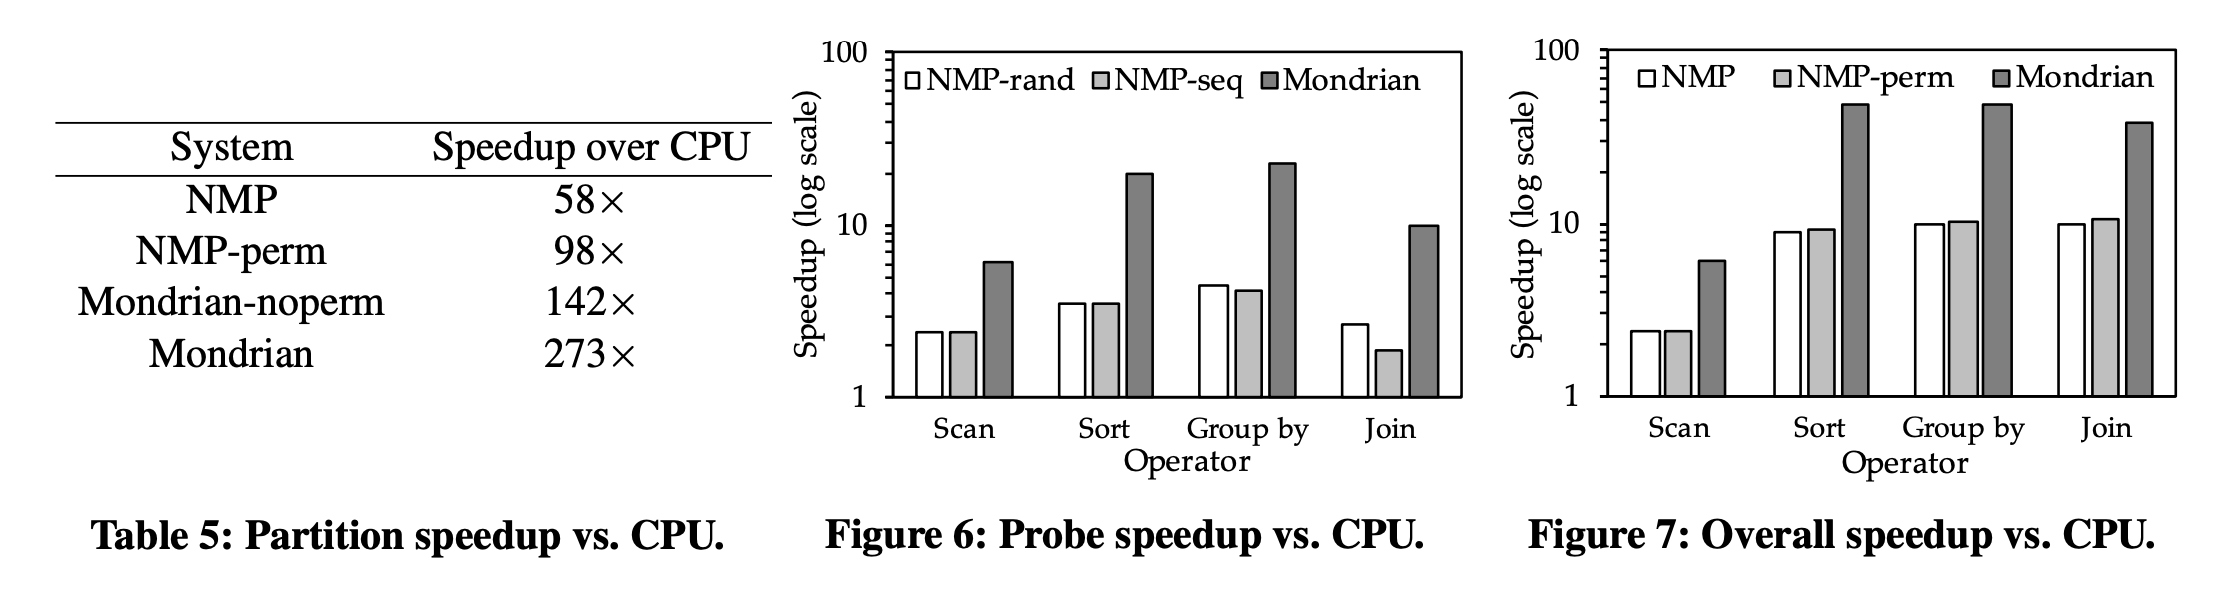 System Speedup over CPU
NMP 58×
NMP-perm 98×
Mondrian-noperm 142×
Mondrian 273×
Table 5: Partition speedup vs. CPU.
Speedup (log scale)
100
10
1
NMP-rand NMP-seq Mondrian
Scan Sort Group by Join
Operator
Figure 6: Probe speedup vs. CPU.
Speedup (log scale)
100
10
1
NMP NMP-perm Mondrian
Scan Sort Group by Join
Operator
Figure 7: Overall speedup vs. CPU.